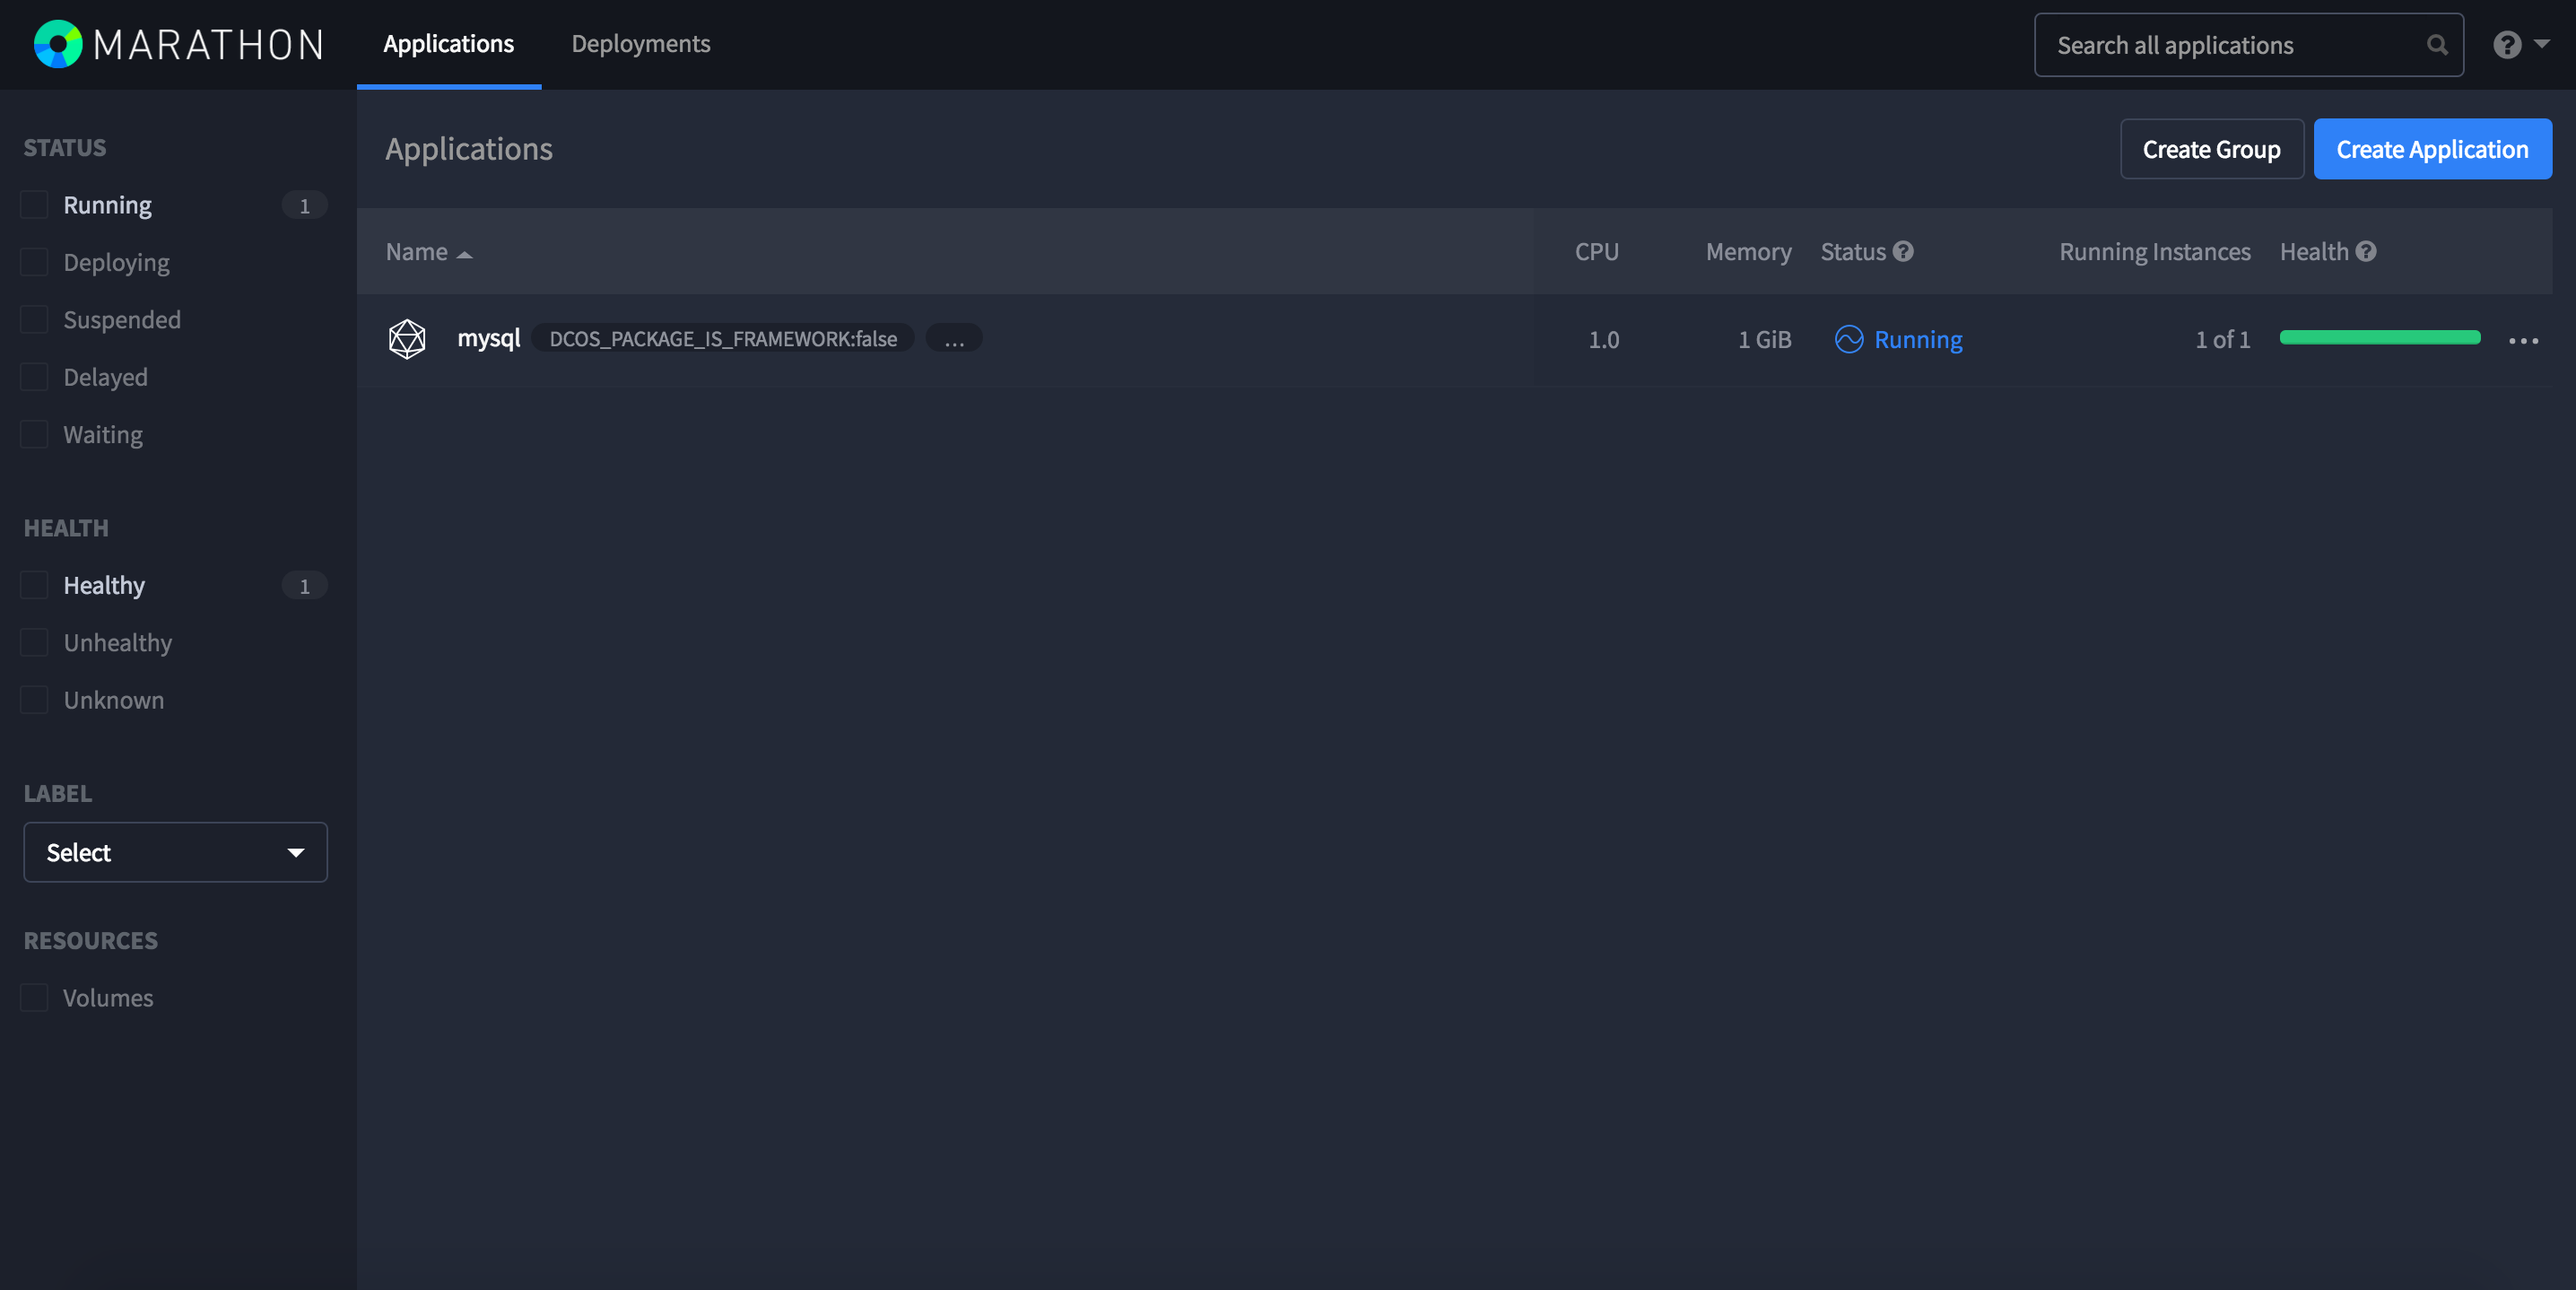 MARATHON
Applications
Deployments
Search all applications
?
STATUS
Running 1
Deploying
Suspended
Delayed
Waiting
HEALTH
Healthy 1
Unhealthy
Unknown
LABEL
Select
RESOURCES
Volumes
Applications
Create Group
Create Application
Name CPU Memory Status ? Running Instances Health ?
mysql DCOS_PACKAGE_IS_FRAMEWORK:false ... 1.0 1 GiB Running 1 of 1